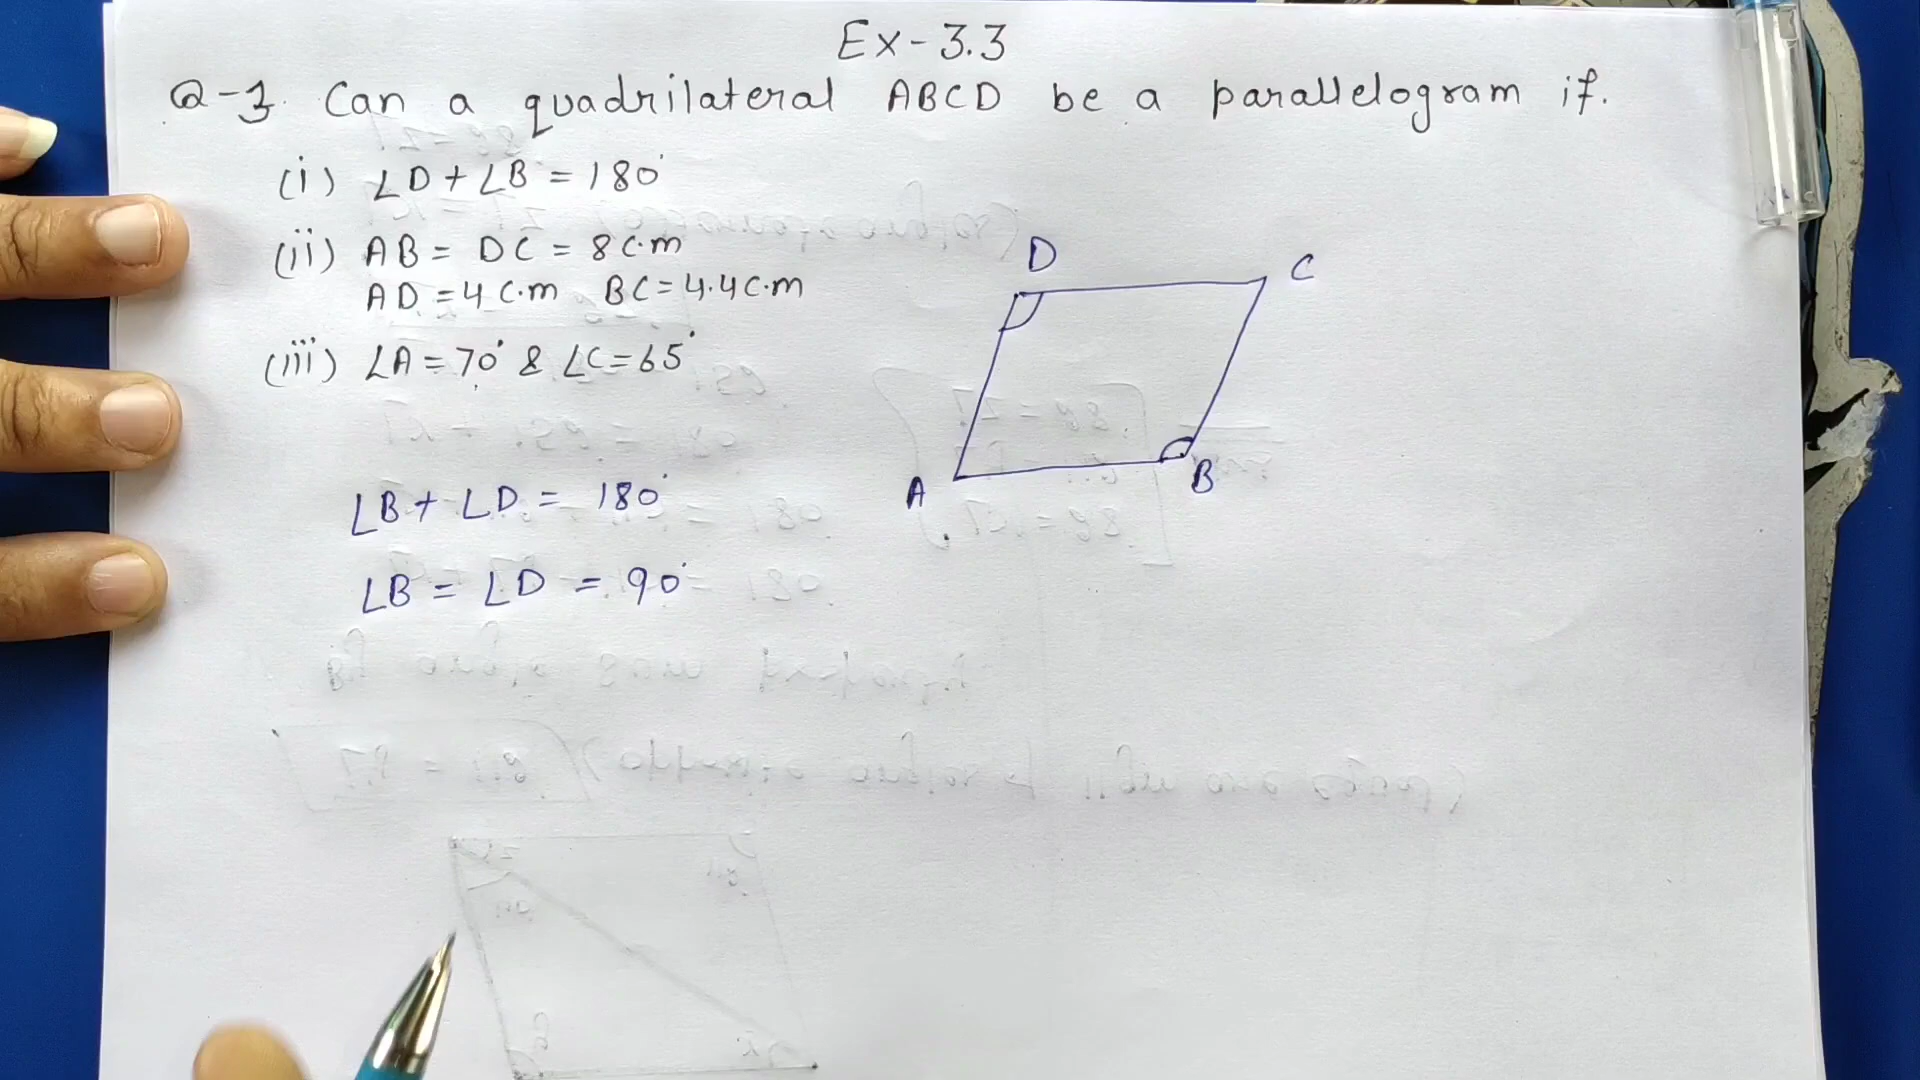 Ex-3.3
Q-3. Can a quadrilateral ABCD be a parallelogram if.
(i) ∠D + ∠B = 180°
(ii) AB = DC = 8 C.m
AD = 4 C.m BC = 4.4 C.m
(iii) ∠A = 70° & ∠C = 65°
D
C
A
B
∠B + ∠D = 180°
∠B = ∠D = 90°